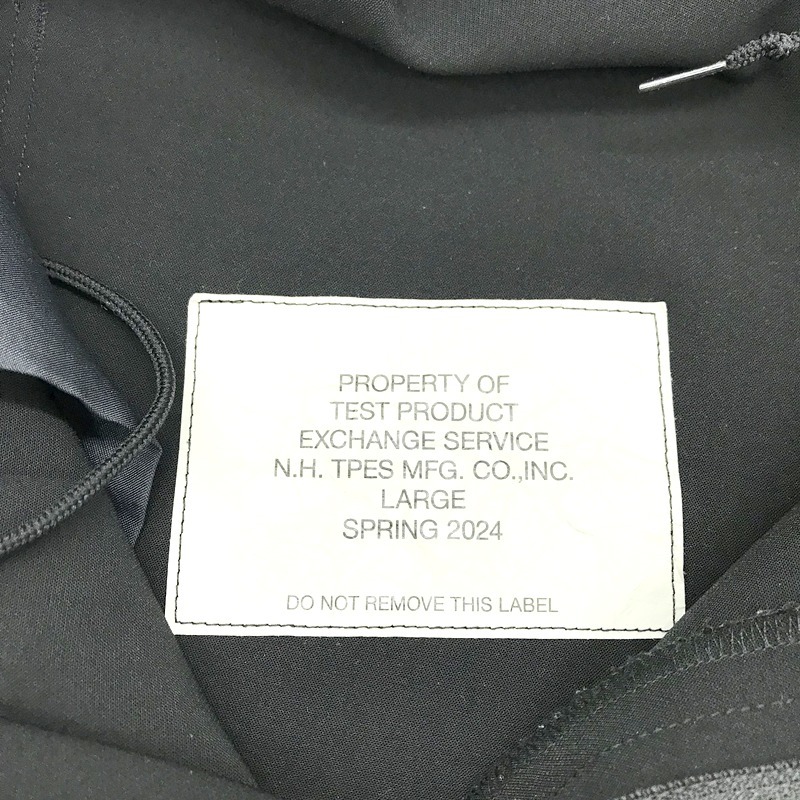 PROPERTY OF
TEST PRODUCT
EXCHANGE SERVICE
N.H. TPES MFG. CO.,INC.
LARGE
SPRING 2024
DO NOT REMOVE THIS LABEL